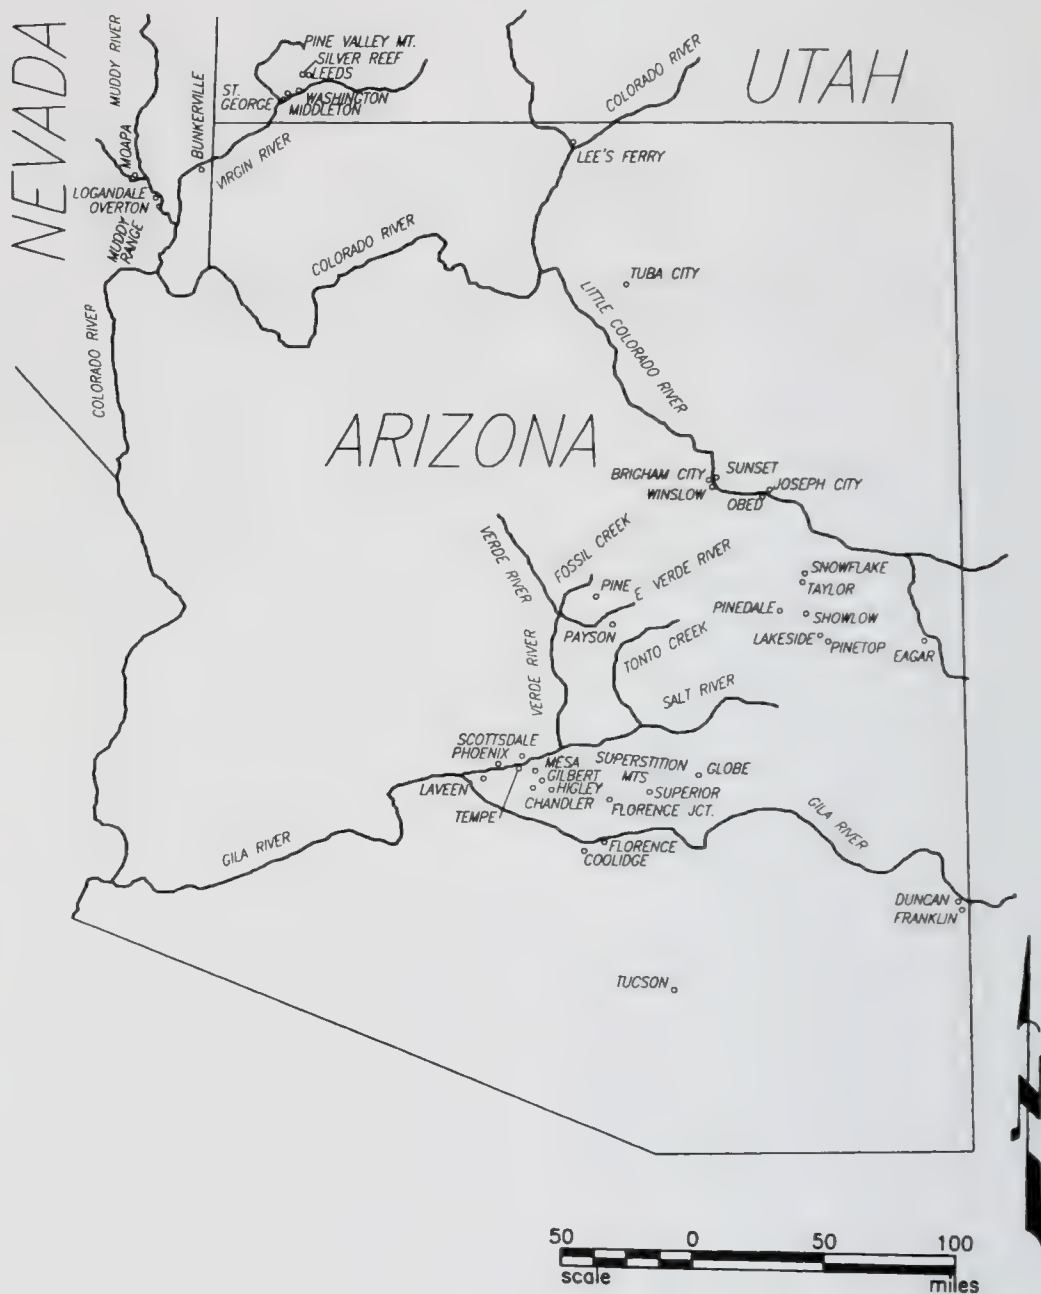 NEVADA
MUDDY RIVER
PINE VALLEY MT.
SILVER REEF
LEEDS
ST.
GEORGE
WASHINGTON
MIDDLETON
BUNKERVILLE
MOAPA
VIRGIN RIVER
LOGANDALE
OVERTON
MUDDY
RANGE
UTAH
COLORADO RIVER
LEE'S FERRY
COLORADO RIVER
TUBA CITY
LITTLE COLORADO RIVER
COLORADO RIVER
ARIZONA
BRIGHAM CITY
SUNSET
WINSLOW
JOSEPH CITY
OBED
VERDE RIVER
FOSSIL CREEK
E VERDE RIVER
PINE
SNOWFLAKE
TAYLOR
PINEDALE
SHOWLOW
PAYSON
TONTO CREEK
LAKESIDE
PINETOP
EAGAR
VERDE RIVER
SALT RIVER
SCOTTSDALE
PHOENIX
MESA
SUPERSTITION
MTS
GLOBE
LAVEEN
GILBERT
HIGLEY
SUPERIOR
CHANDLER
FLORENCE JCT.
TEMPE
GILA RIVER
GILA RIVER
FLORENCE
COOLIDGE
DUNCAN
FRANKLIN
TUCSON
N
50 0 50 100
scale miles